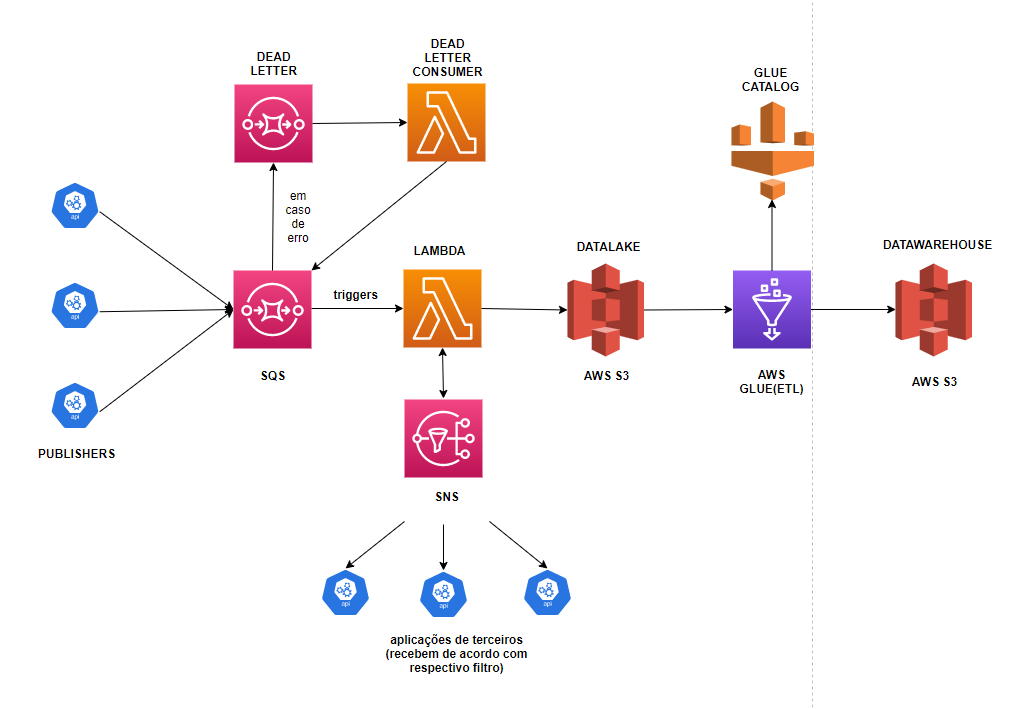 DEAD
LETTER
DEAD
LETTER
CONSUMER
GLUE
CATALOG
em
caso
de
erro
api
api
api
PUBLISHERS
SQS
triggers
LAMBDA
DATALAKE
AWS S3
AWS
GLUE(ETL)
DATAWAREHOUSE
AWS S3
SNS
api
api
api
aplicações de terceiros
(recebem de acordo com
respectivo filtro)